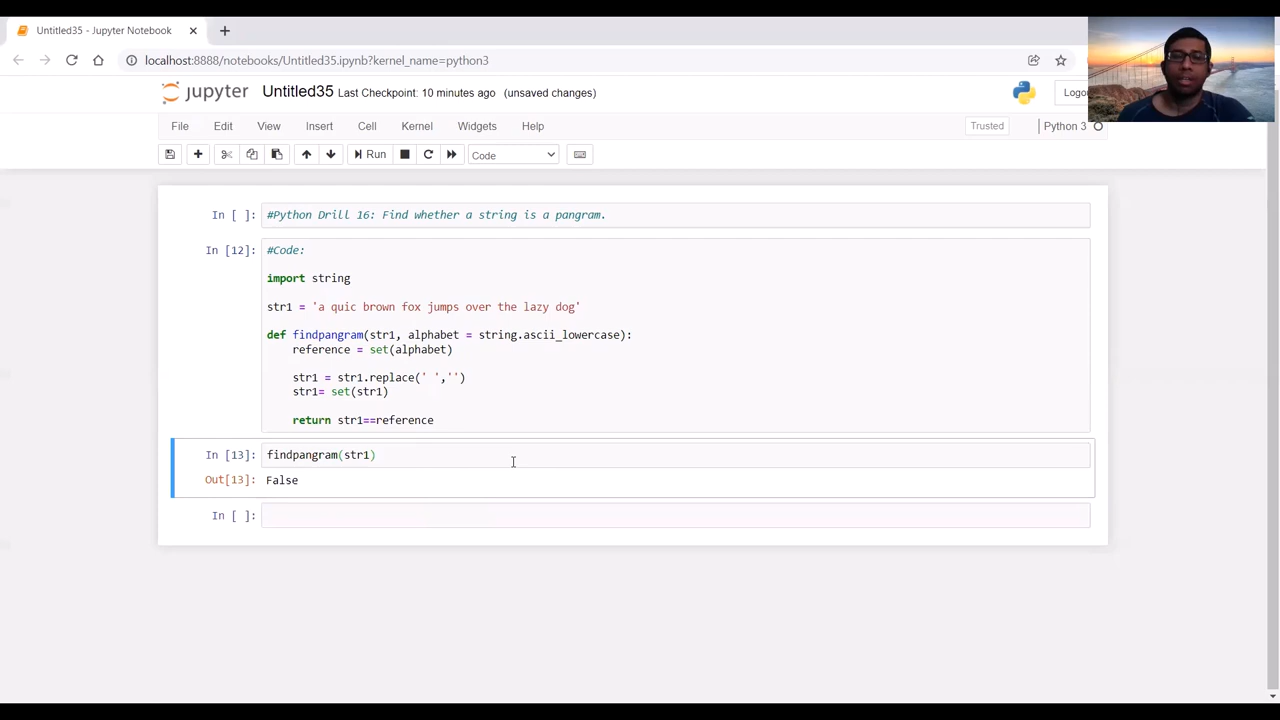 Untitled35 - Jupyter Notebook
localhost:8888/notebooks/Untitled35.ipynb?kernel_name=python3
jupyter Untitled35 Last Checkpoint: 10 minutes ago (unsaved changes)
Logo
File Edit View Insert Cell Kernel Widgets Help
Trusted
Python 3
Run
Code
In [ ]: #Python Drill 16: Find whether a string is a pangram.
In [12]: #Code:
import string
str1 = 'a quic brown fox jumps over the lazy dog'
def findpangram(str1, alphabet = string.ascii_lowercase):
reference = set(alphabet)
str1 = str1.replace(' ','')
str1= set(str1)
return str1==reference
In [13]: findpangram(str1)
Out[13]: False
In [ ]: